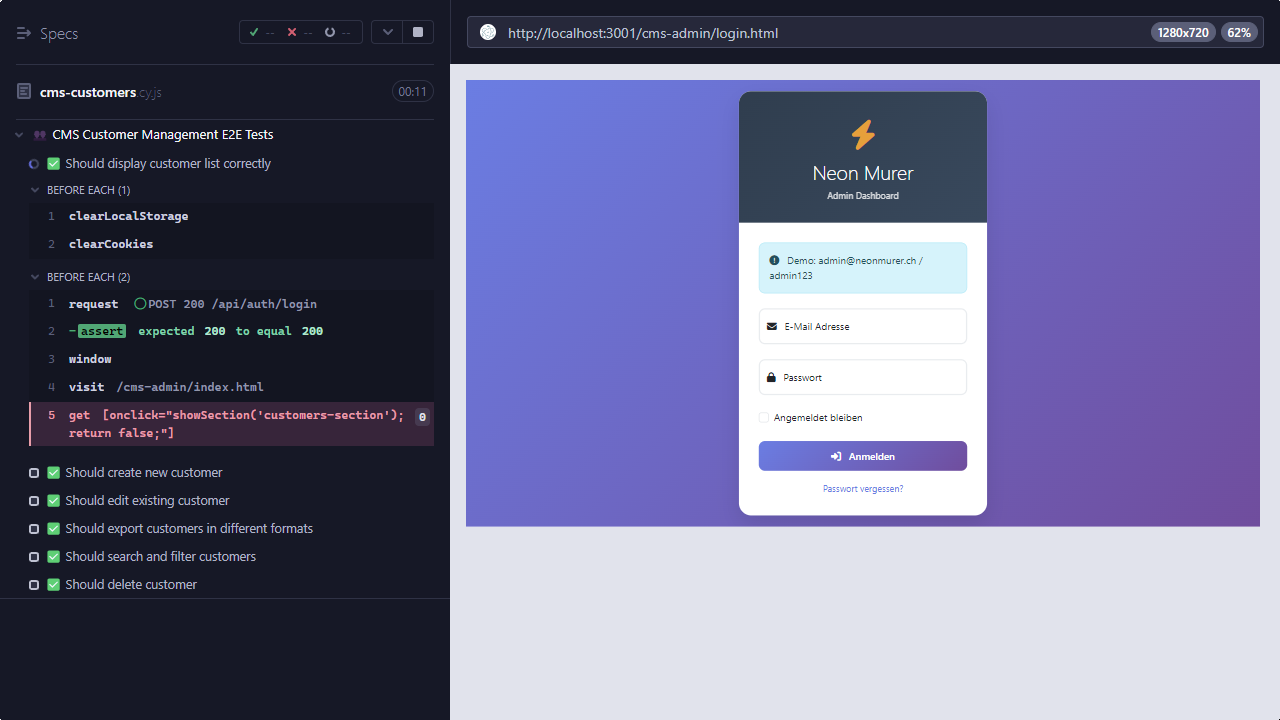 Specs
--
--
--
cms-customers.cy.js
00:11
CMS Customer Management E2E Tests
Should display customer list correctly
BEFORE EACH (1)
1 clearLocalStorage
2 clearCookies
BEFORE EACH (2)
1 request POST 200 /api/auth/login
2 -assert expected 200 to equal 200
3 window
4 visit /cms-admin/index.html
5 get [onclick="showSection('customers-section'); 0
return false;"]
Should create new customer
Should edit existing customer
Should export customers in different formats
Should search and filter customers
Should delete customer
http://localhost:3001/cms-admin/login.html
1280x720
62%
Neon Murer
Admin Dashboard
Demo: admin@neonmurer.ch /
admin123
E-Mail Adresse
Passwort
Angemeldet bleiben
Anmelden
Passwort vergessen?